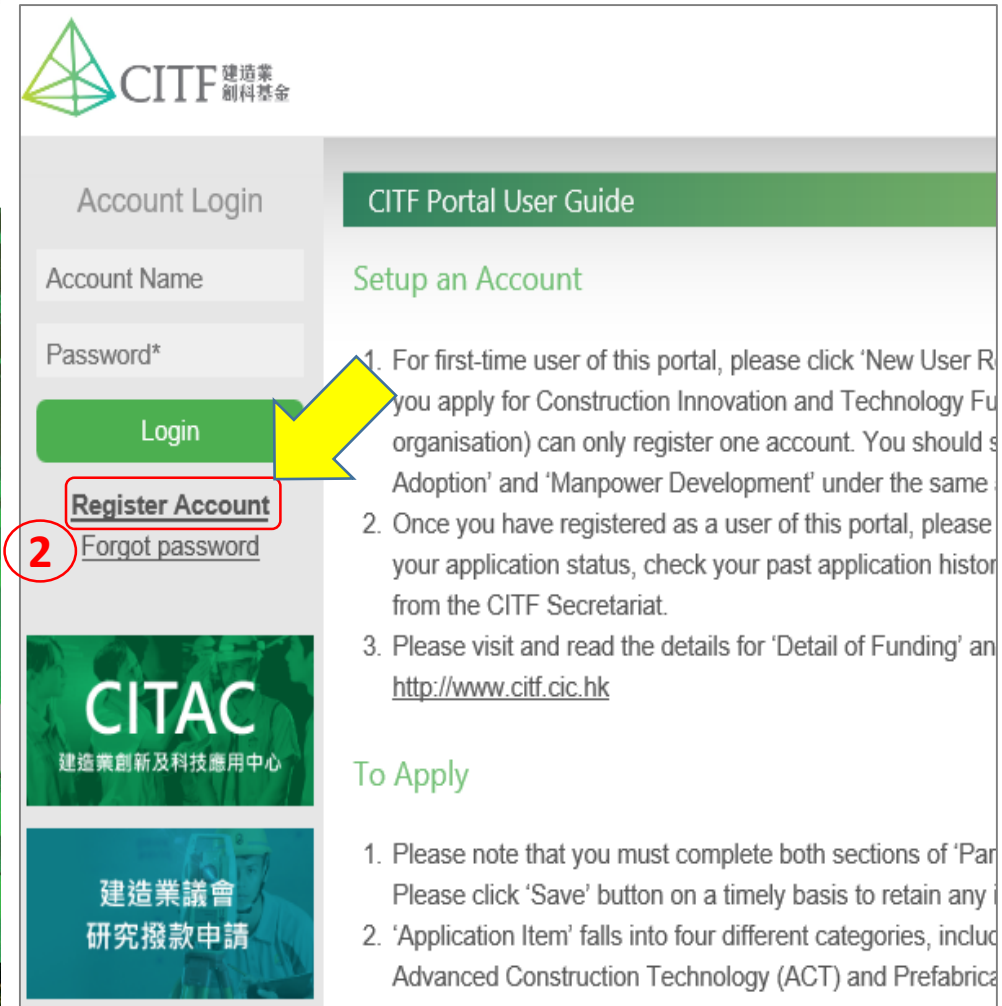 CITF 建造業
創科基金
Account Login
Account Name
Password*
Login
Register Account
2
Forgot password
CITAC
建造業創新及科技應用中心
建造業議會
研究撥款申請
CITF Portal User Guide
Setup an Account
1. For first-time user of this portal, please click ‘New User R
you apply for Construction Innovation and Technology Fu
organisation) can only register one account. You should s
Adoption’ and ‘Manpower Development’ under the same
2. Once you have registered as a user of this portal, please
your application status, check your past application histor
from the CITF Secretariat.
3. Please visit and read the details for ‘Detail of Funding’ an
http://www.citf.cic.hk
To Apply
1. Please note that you must complete both sections of ‘Par
Please click ‘Save’ button on a timely basis to retain any
2. ‘Application Item’ falls into four different categories, includ
Advanced Construction Technology (ACT) and Prefabrica